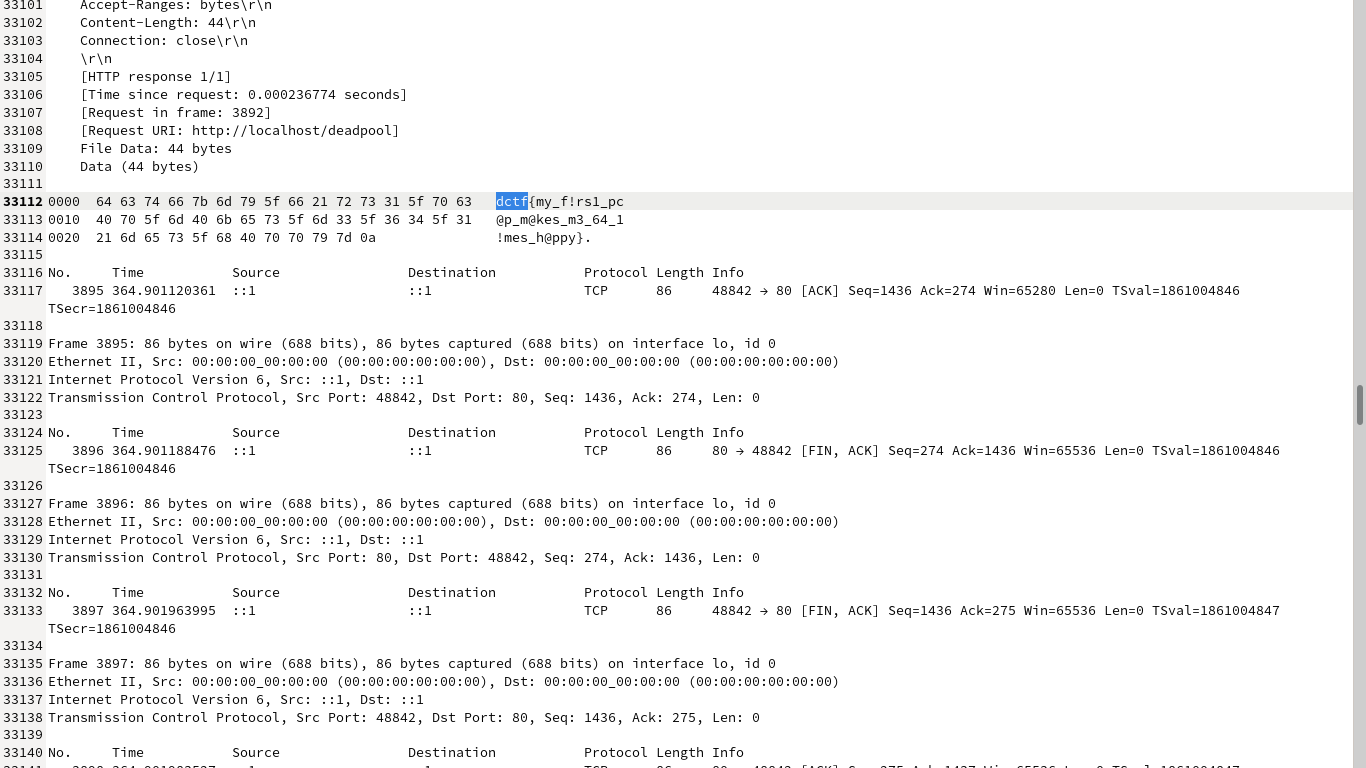 33101 Accept-Ranges: bytes\r\n
33102 Content-Length: 44\r\n
33103 Connection: close\r\n
33104 \r\n
33105 [HTTP response 1/1]
33106 [Time since request: 0.000236774 seconds]
33107 [Request in frame: 3892]
33108 [Request URI: http://localhost/deadpool]
33109 File Data: 44 bytes
33110 Data (44 bytes)
33111
33112 0000 64 63 74 66 7b 6d 79 5f 66 21 72 73 31 5f 70 63 dctf{my_f!rs1_pc
33113 0010 40 70 5f 6d 40 6b 65 73 5f 6d 33 5f 36 34 5f 31 @p_m@kes_m3_64_1
33114 0020 21 6d 65 73 5f 68 40 70 70 79 7d 0a !mes_h@ppy}.
33115
33116 No. Time Source Destination Protocol Length Info
33117 3895 364.901120361 ::1 ::1 TCP 86 48842 → 80 [ACK] Seq=1436 Ack=274 Win=65280 Len=0 TSval=1861004846
TSecr=1861004846
33118
33119 Frame 3895: 86 bytes on wire (688 bits), 86 bytes captured (688 bits) on interface lo, id 0
33120 Ethernet II, Src: 00:00:00_00:00:00 (00:00:00:00:00:00), Dst: 00:00:00_00:00:00 (00:00:00:00:00:00)
33121 Internet Protocol Version 6, Src: ::1, Dst: ::1
33122 Transmission Control Protocol, Src Port: 48842, Dst Port: 80, Seq: 1436, Ack: 274, Len: 0
33123
33124 No. Time Source Destination Protocol Length Info
33125 3896 364.901188476 ::1 ::1 TCP 86 80 → 48842 [FIN, ACK] Seq=274 Ack=1436 Win=65536 Len=0 TSval=1861004846
TSecr=1861004846
33126
33127 Frame 3896: 86 bytes on wire (688 bits), 86 bytes captured (688 bits) on interface lo, id 0
33128 Ethernet II, Src: 00:00:00_00:00:00 (00:00:00:00:00:00), Dst: 00:00:00_00:00:00 (00:00:00:00:00:00)
33129 Internet Protocol Version 6, Src: ::1, Dst: ::1
33130 Transmission Control Protocol, Src Port: 80, Dst Port: 48842, Seq: 274, Ack: 1436, Len: 0
33131
33132 No. Time Source Destination Protocol Length Info
33133 3897 364.901963995 ::1 ::1 TCP 86 48842 → 80 [FIN, ACK] Seq=1436 Ack=275 Win=65536 Len=0 TSval=1861004847
TSecr=1861004846
33134
33135 Frame 3897: 86 bytes on wire (688 bits), 86 bytes captured (688 bits) on interface lo, id 0
33136 Ethernet II, Src: 00:00:00_00:00:00 (00:00:00:00:00:00), Dst: 00:00:00_00:00:00 (00:00:00:00:00:00)
33137 Internet Protocol Version 6, Src: ::1, Dst: ::1
33138 Transmission Control Protocol, Src Port: 48842, Dst Port: 80, Seq: 1436, Ack: 275, Len: 0
33139
33140 No. Time Source Destination Protocol Length Info